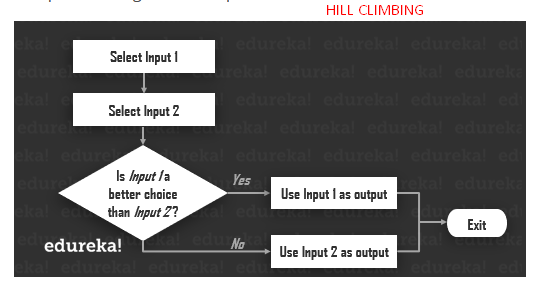 HILL CLIMBING
Select Input 1
Select Input 2
Is Input 1 a
better choice
than Input 2'?
Yes
Use Input 1 as output
No
Use Input 2 as output
Exit
edureka!